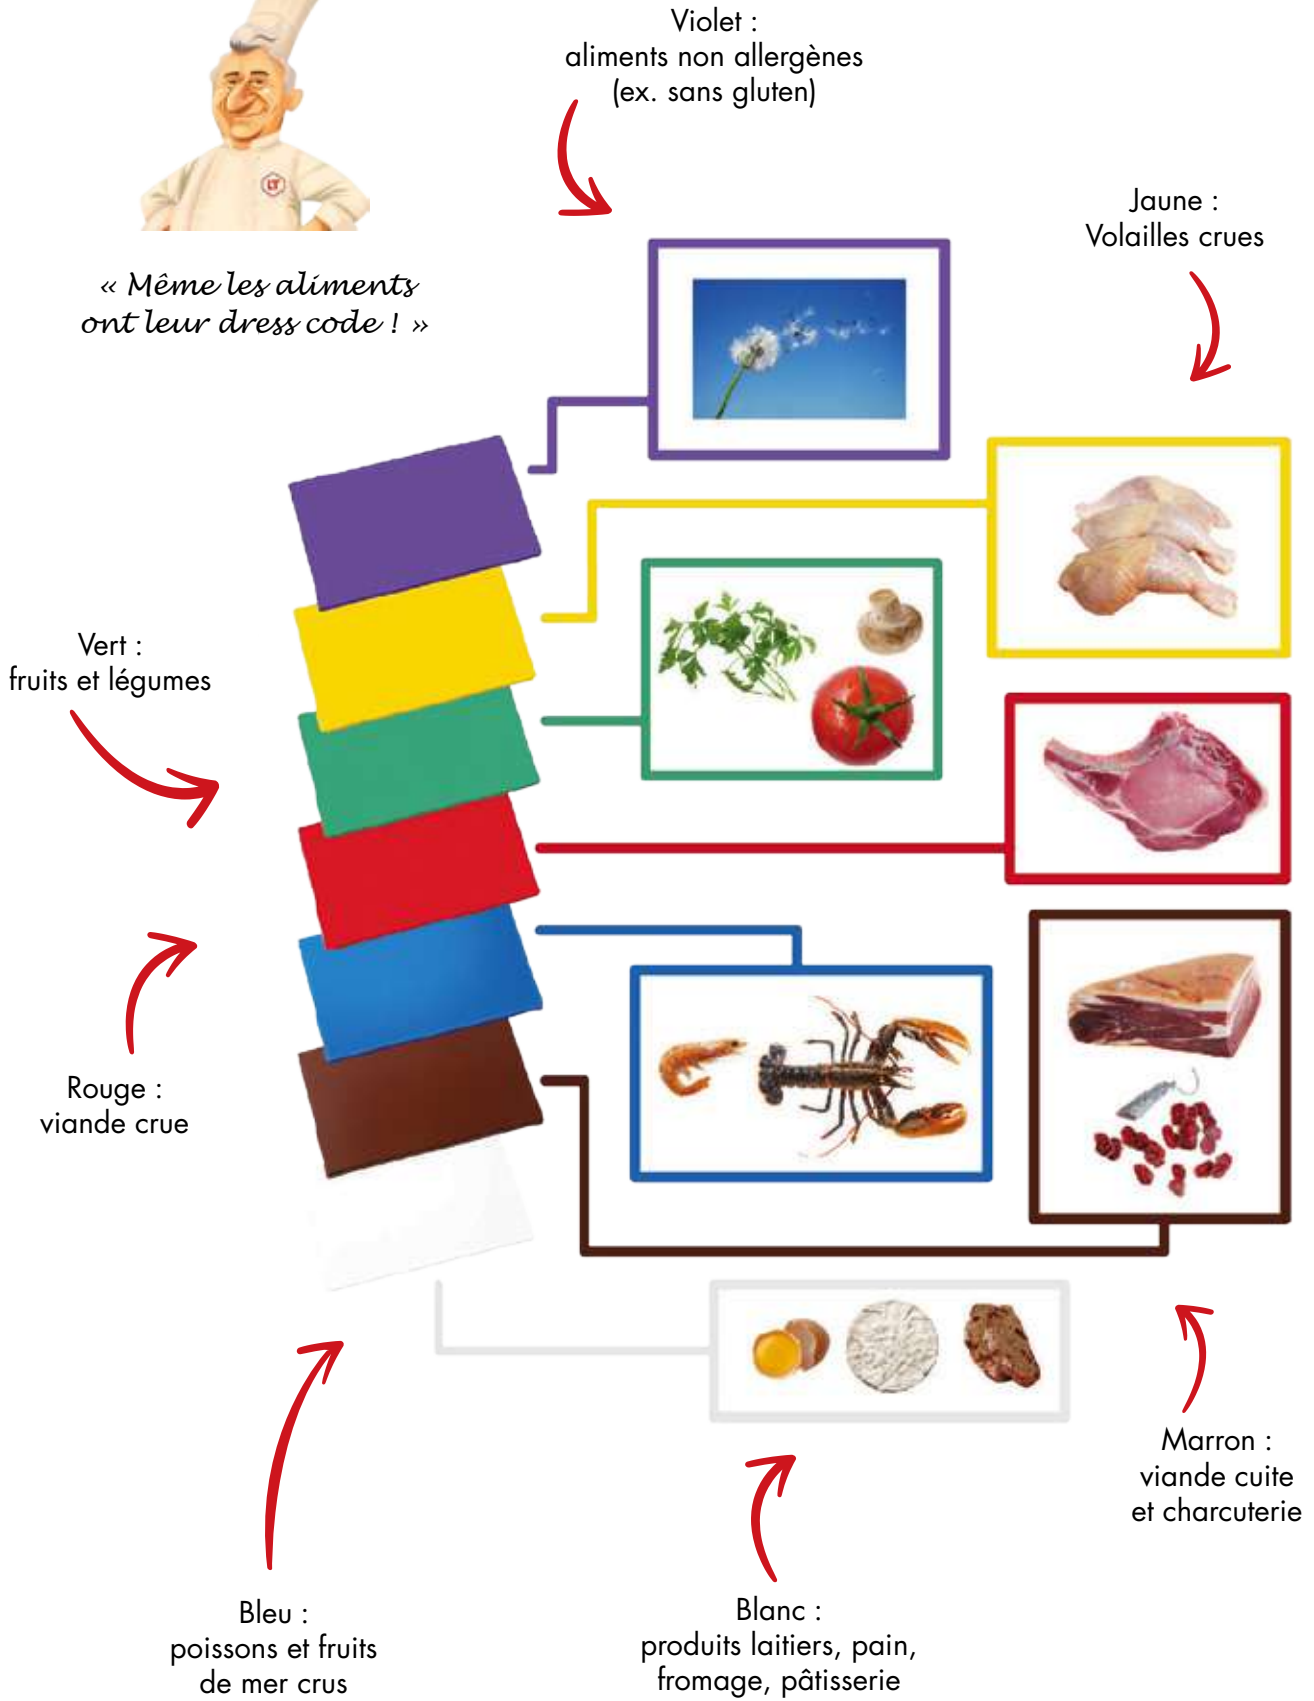 Violet :
aliments non allergènes
(ex. sans gluten)
LT
« Même les aliments
ont leur dress code ! »
Jaune :
Volailles crues
Vert :
fruits et légumes
Rouge :
viande crue
Marron :
viande cuite
et charcuterie
Bleu :
poissons et fruits
de mer crus
Blanc :
produits laitiers, pain,
fromage, pâtisserie